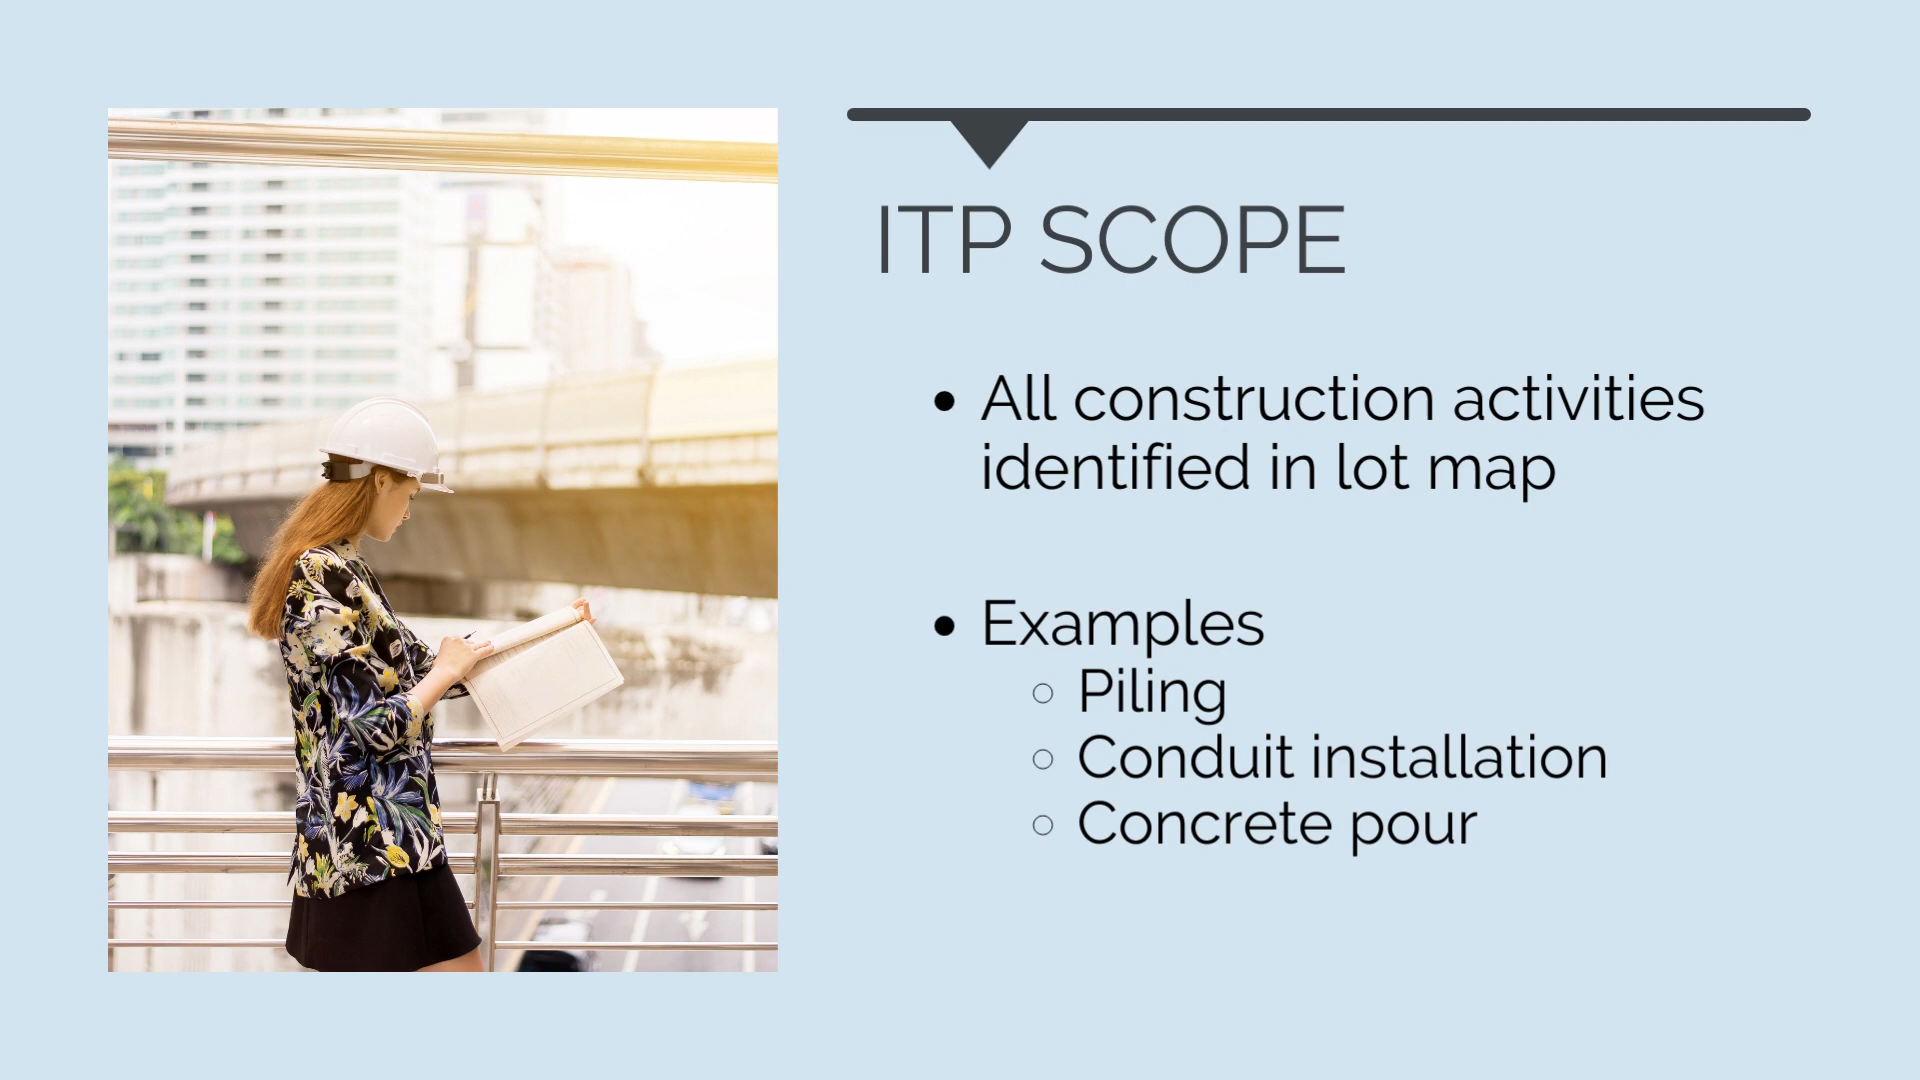 ITP SCOPE
• All construction activities
identified in lot map
• Examples
○ Piling
○ Conduit installation
○ Concrete pour